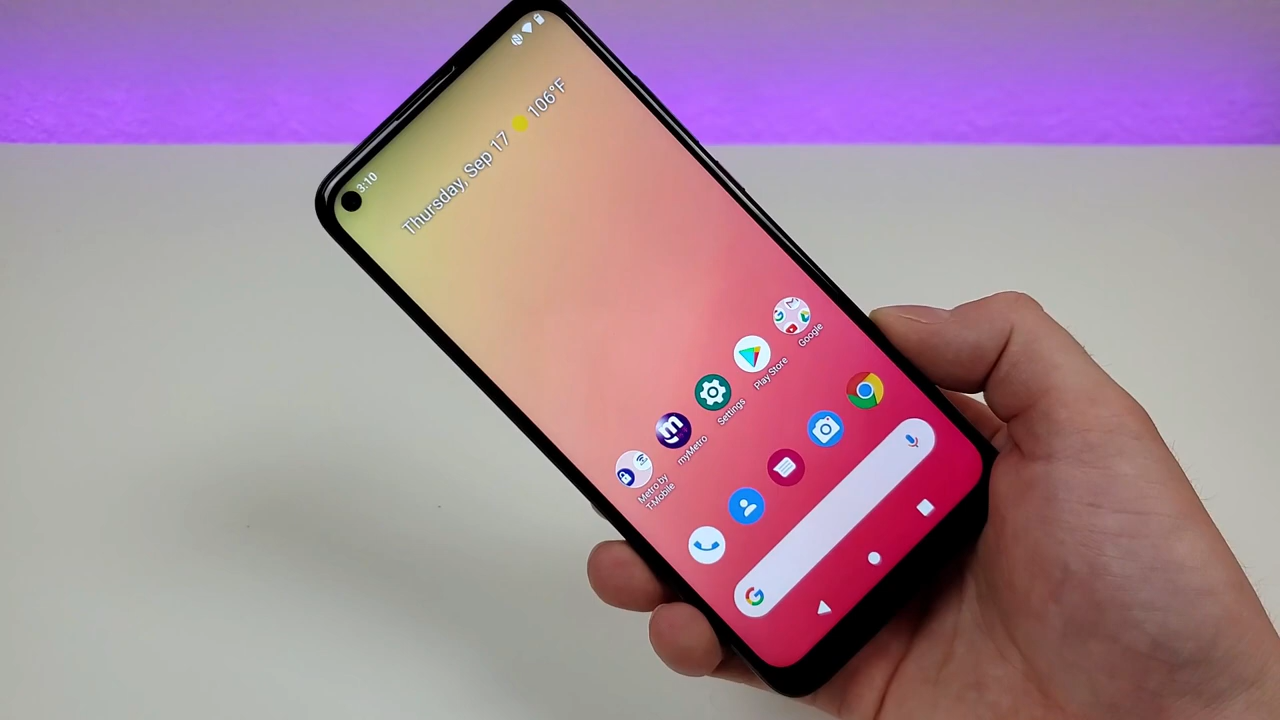 3:10
Thursday, Sep 17 106°F
Metro by
T-Mobile
myMetro
Settings
Play Store
Google